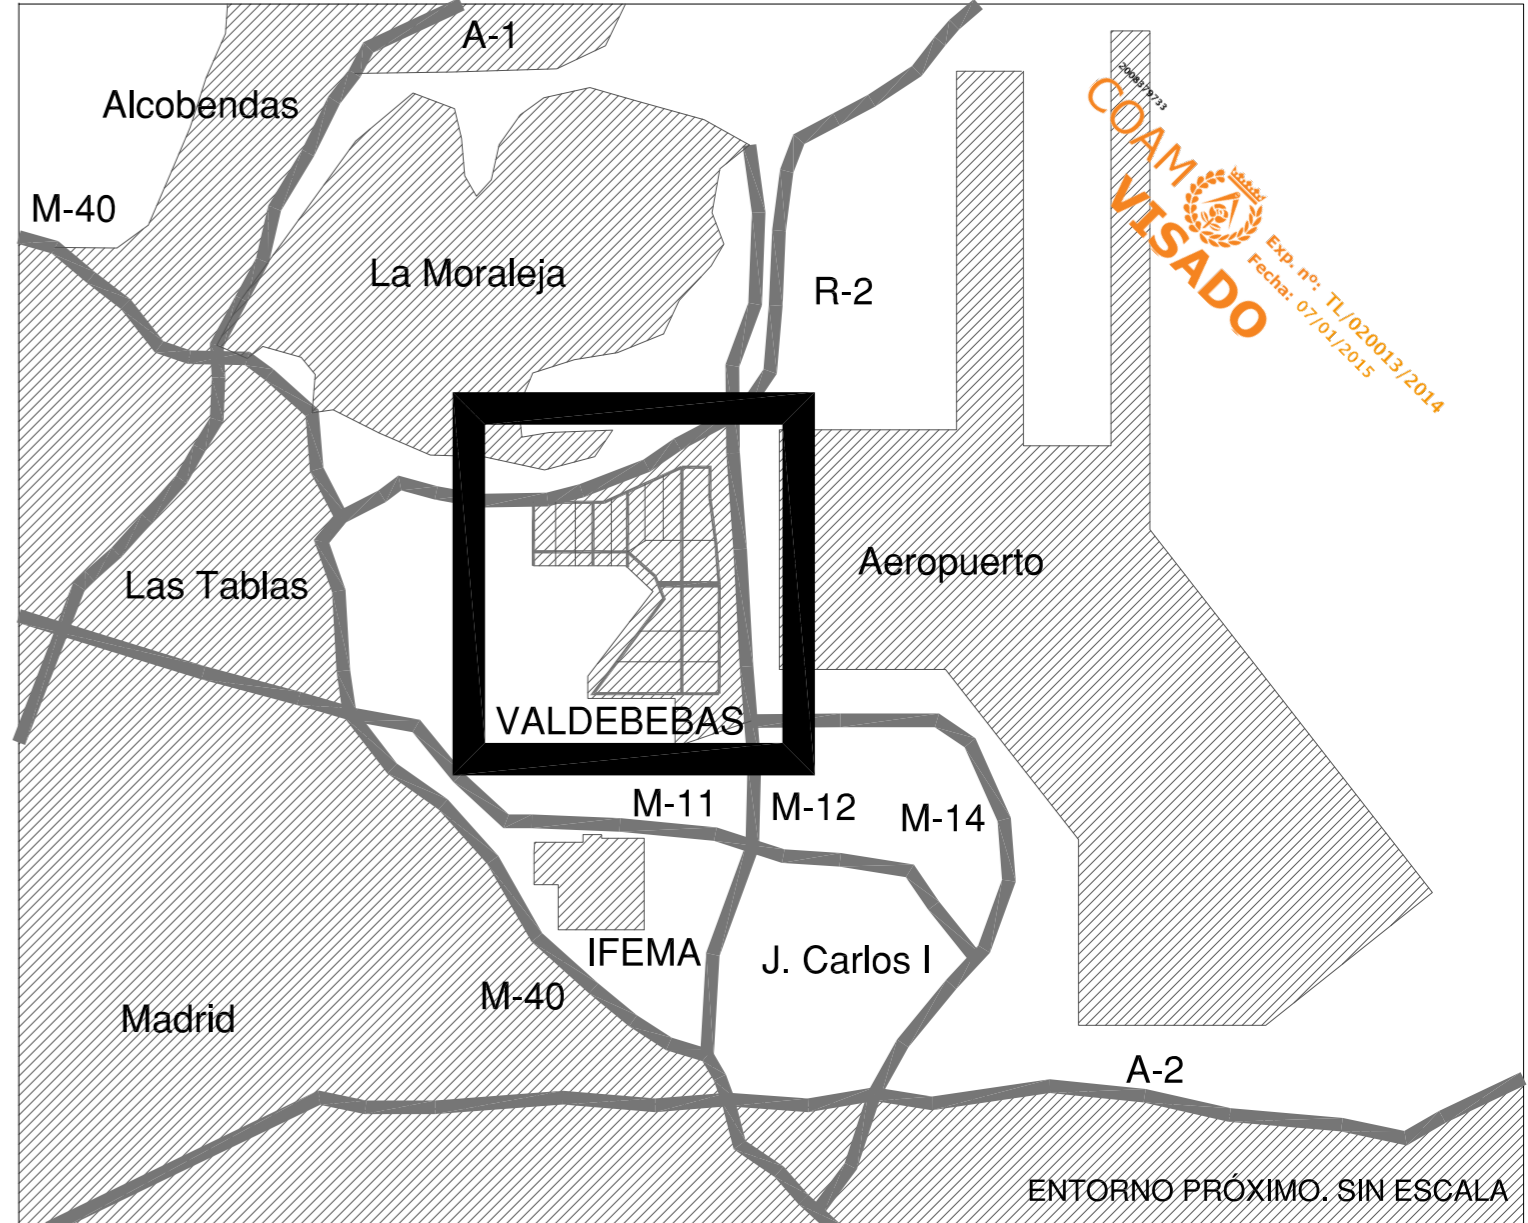 A-1
Alcobendas
2008379733
COAM
VISADO
Exp. nº: TL/020013/2014
Fecha: 07/01/2015
M-40
La Moraleja
R-2
Aeropuerto
Las Tablas
VALDEBEBAS
M-11
M-12
M-14
IFEMA
J. Carlos I
M-40
Madrid
A-2
ENTORNO PRÓXIMO. SIN ESCALA